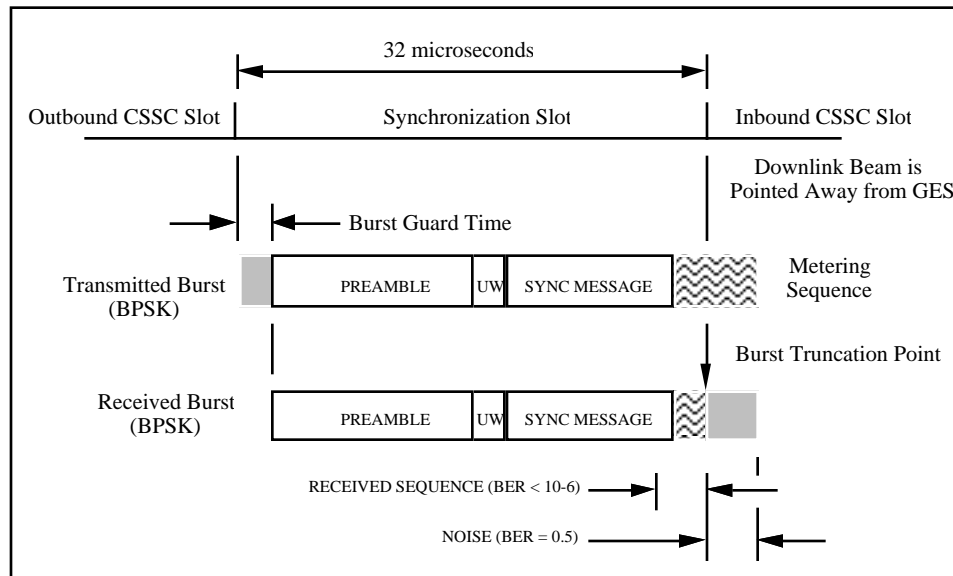 32 microseconds
Outbound CSSC Slot
Synchronization Slot
Inbound CSSC Slot
Downlink Beam is
Pointed Away from GES
Burst Guard Time
Transmitted Burst
(BPSK)
PREAMBLE
UW
SYNC MESSAGE
Metering
Sequence
Burst Truncation Point
Received Burst
(BPSK)
PREAMBLE
UW
SYNC MESSAGE
RECEIVED SEQUENCE (BER < 10-6)
NOISE (BER = 0.5)